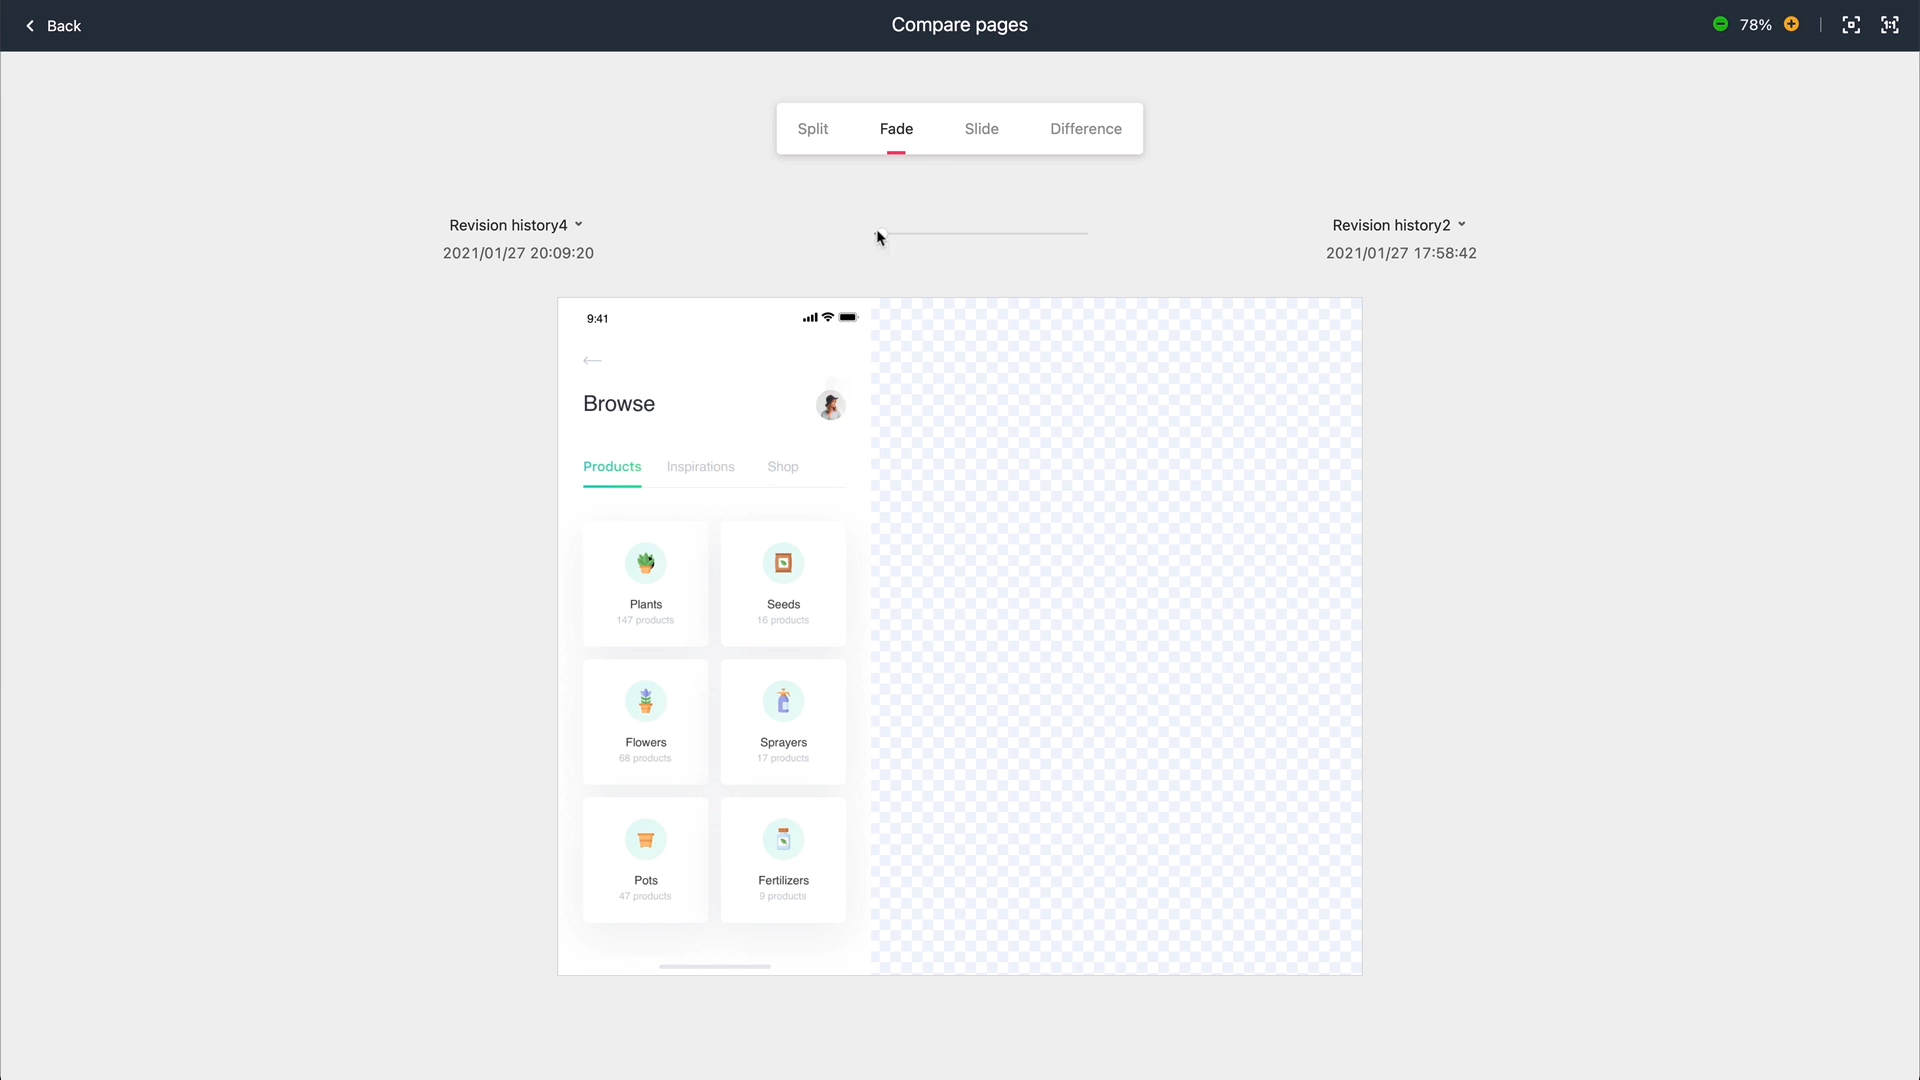 Back
Compare pages
78%
1:1
Split
Fade
Slide
Difference
Revision history4
2021/01/27 20:09:20
Revision history2
2021/01/27 17:58:42
9:41
Browse
Products
Inspirations
Shop
Plants
147 products
Seeds
16 products
Flowers
68 products
Sprayers
17 products
Pots
47 products
Fertilizers
9 products